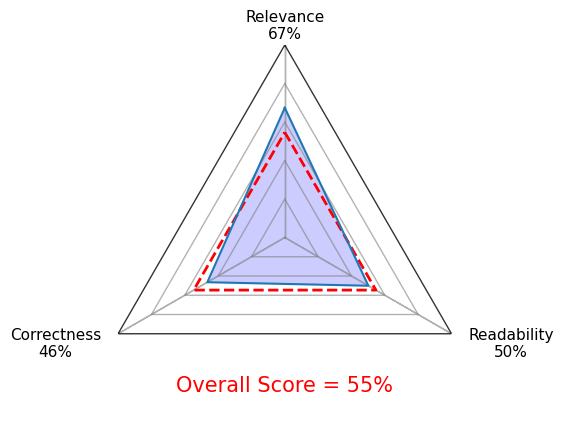 Relevance
67%
Correctness
46%
Readability
50%
Overall Score = 55%